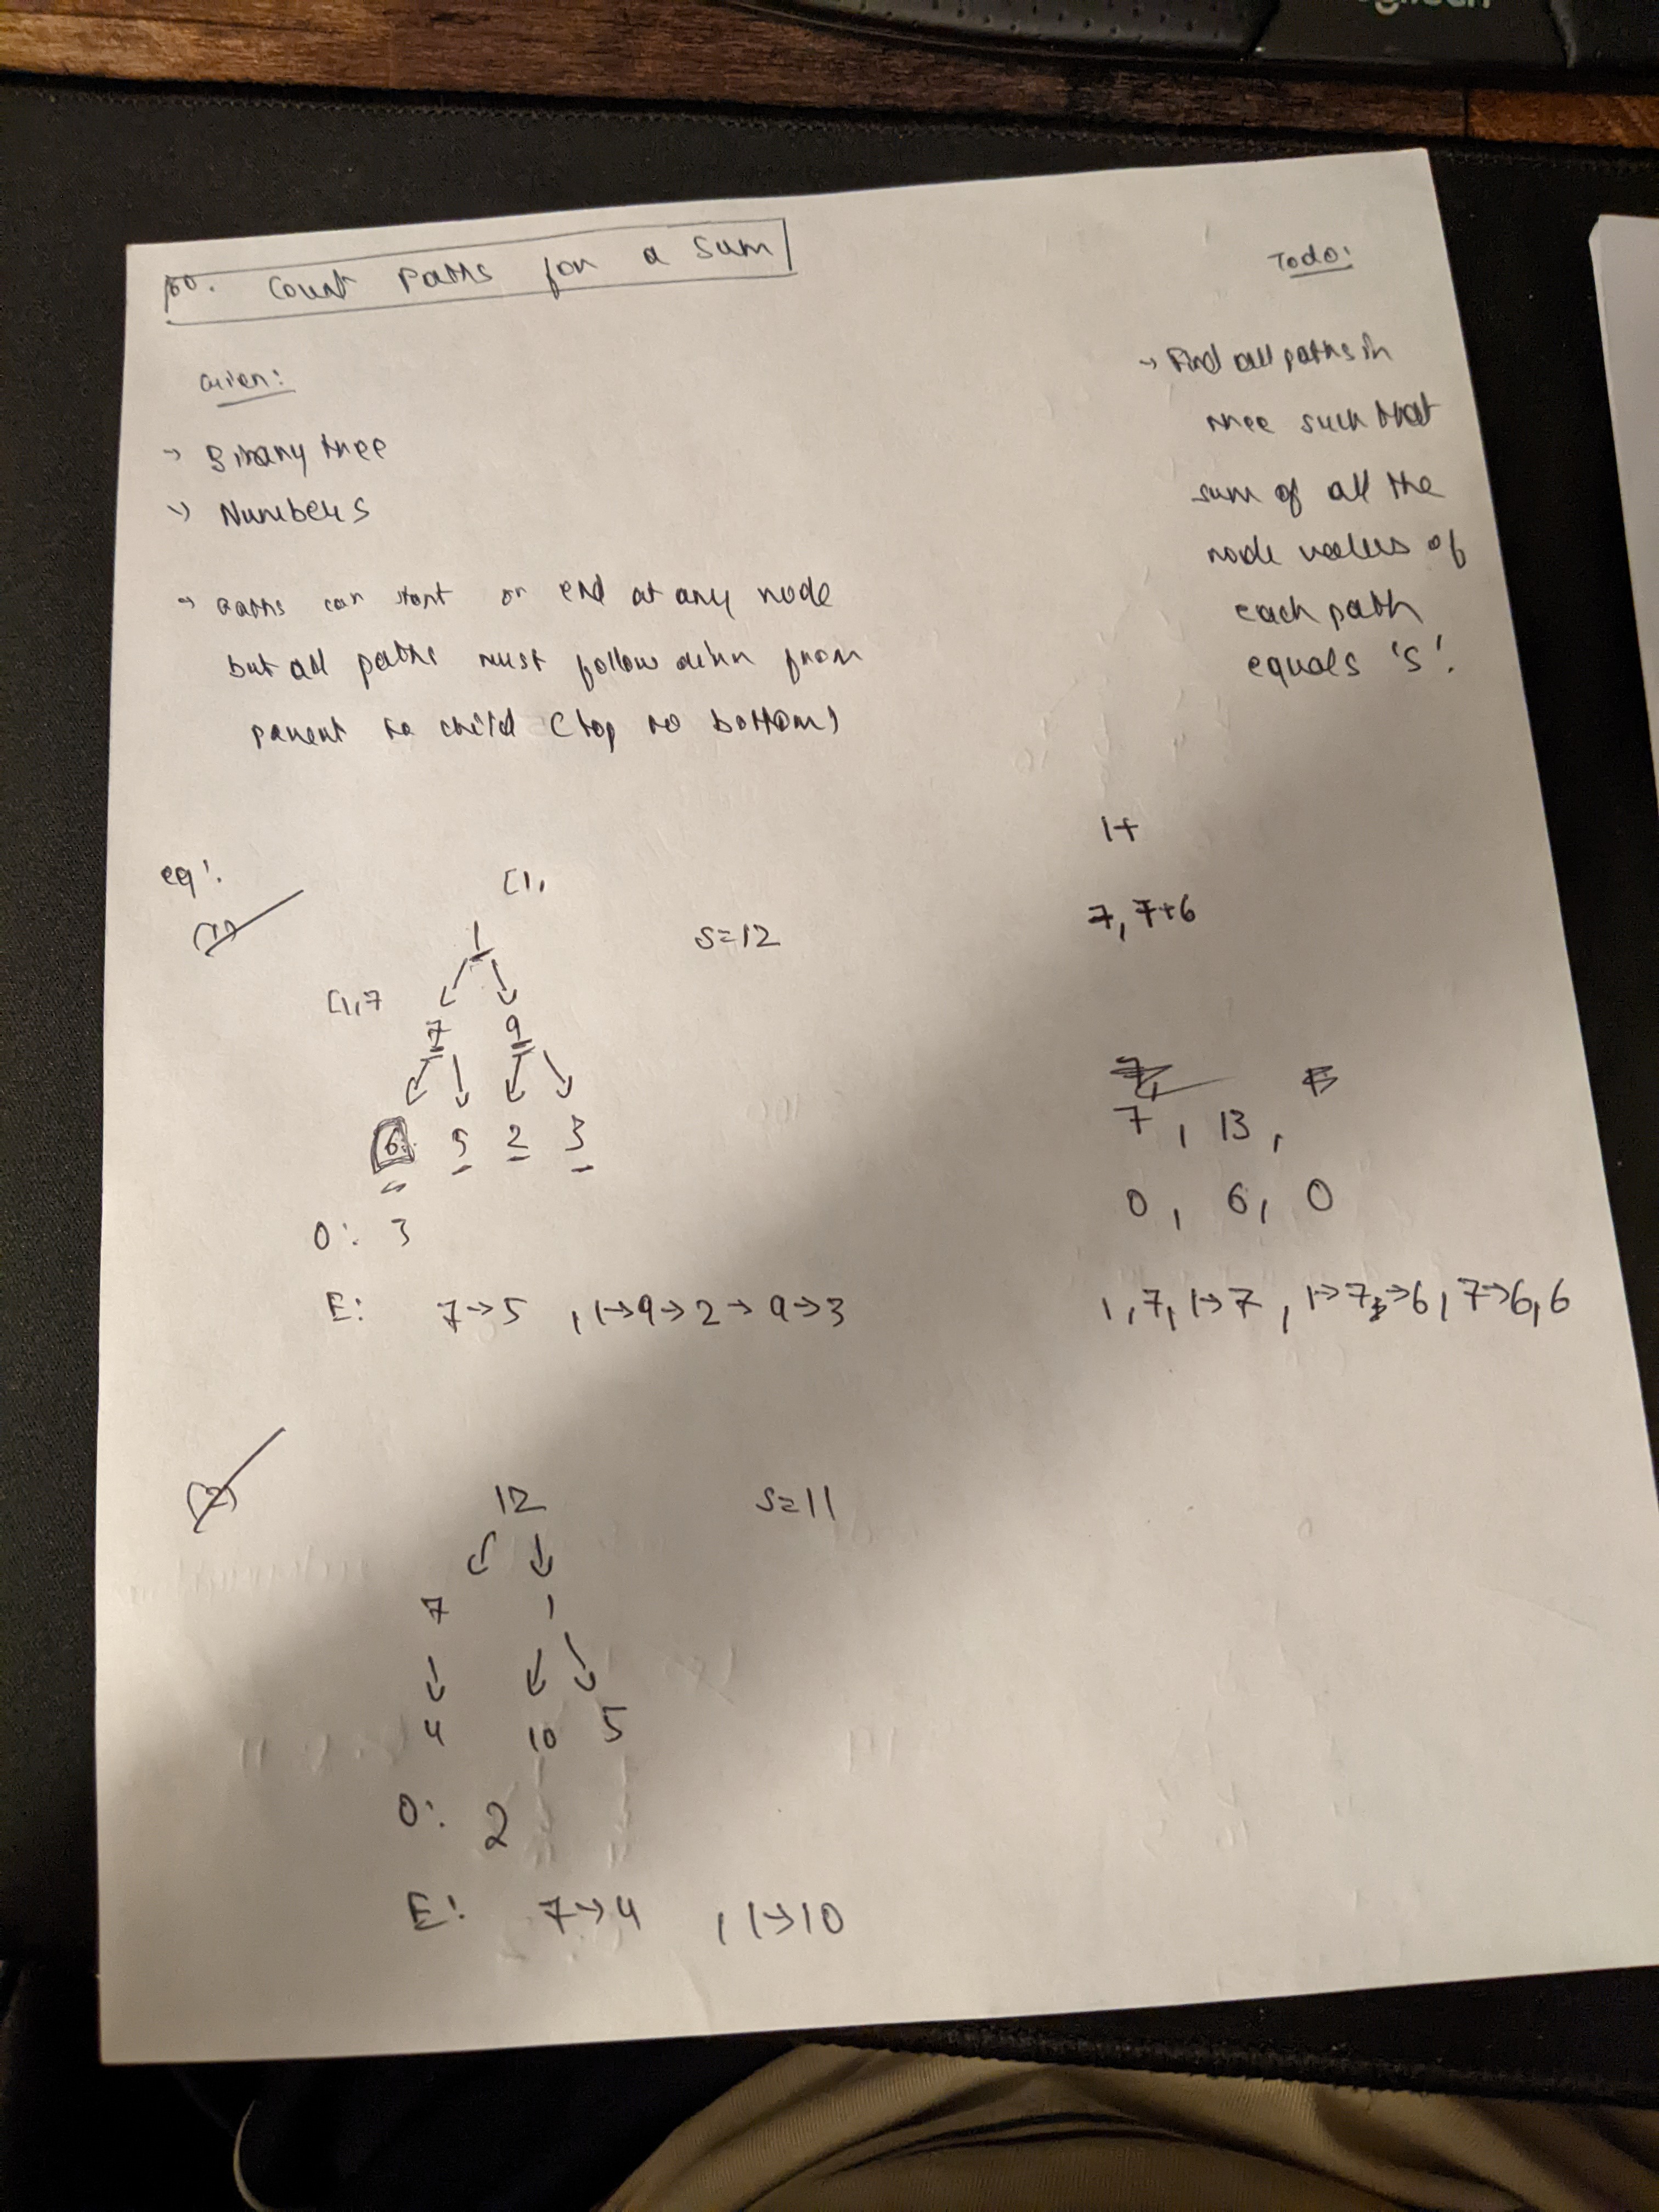 60. Count Paths for a sum
Todo:
Given:
→ Binary tree
→ Number S
→ Paths can start or end at any node
but all paths must follow dirn from
parent to child (top to bottom)
→ Find all paths in
tree such that
sum of all the
node values of
each path
equals 'S'.
eg:
(1)
[1,
1
S=12
[1,7
7 9
6 5 2 3
O: 3
E: 7→5 , 1→9→2 → 9→3
1+
7, 7+6
7, 13,
0, 6, 0
1, 7, 1→7, 1→7→6, 7→6, 6
(2)
12
S=11
7 1
4 10 5
O: 2
E: 7→4 , 1→10